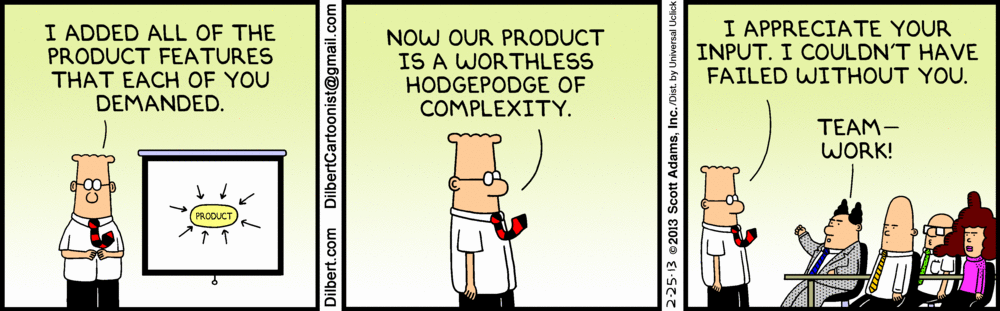 I ADDED ALL OF THE
PRODUCT FEATURES
THAT EACH OF YOU
DEMANDED.
PRODUCT
Dilbert.com DilbertCartoonist@gmail.com
NOW OUR PRODUCT
IS A WORTHLESS
HODGEPODGE OF
COMPLEXITY.
2-25-13 ©2013 Scott Adams, Inc. /Dist. by Universal Uclick
I APPRECIATE YOUR
INPUT. I COULDN'T HAVE
FAILED WITHOUT YOU.
TEAM–
WORK!